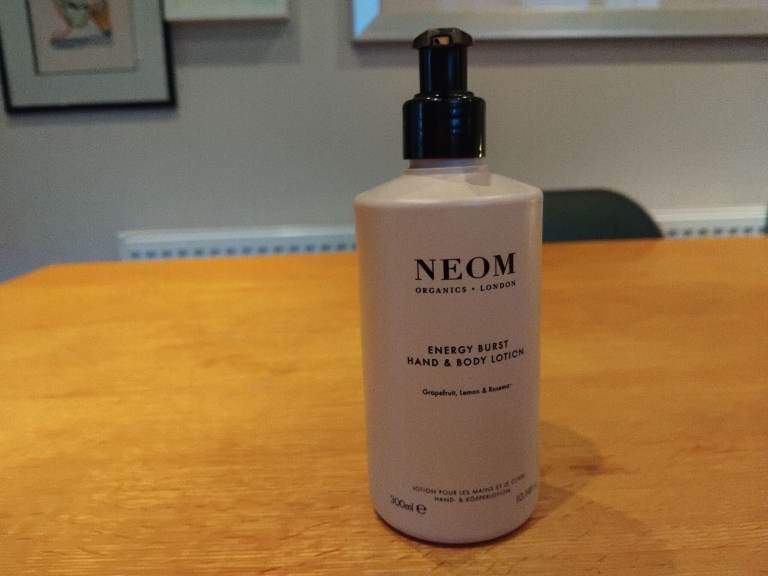 NEOM
ORGANICS • LONDON
ENERGY BURST
HAND & BODY LOTION
Grapefruit, Lemon & Rosemary
LOTION POUR LES MAINS ET LE CORPS
HAND- & KÖRPERLOTION
300ml ℮